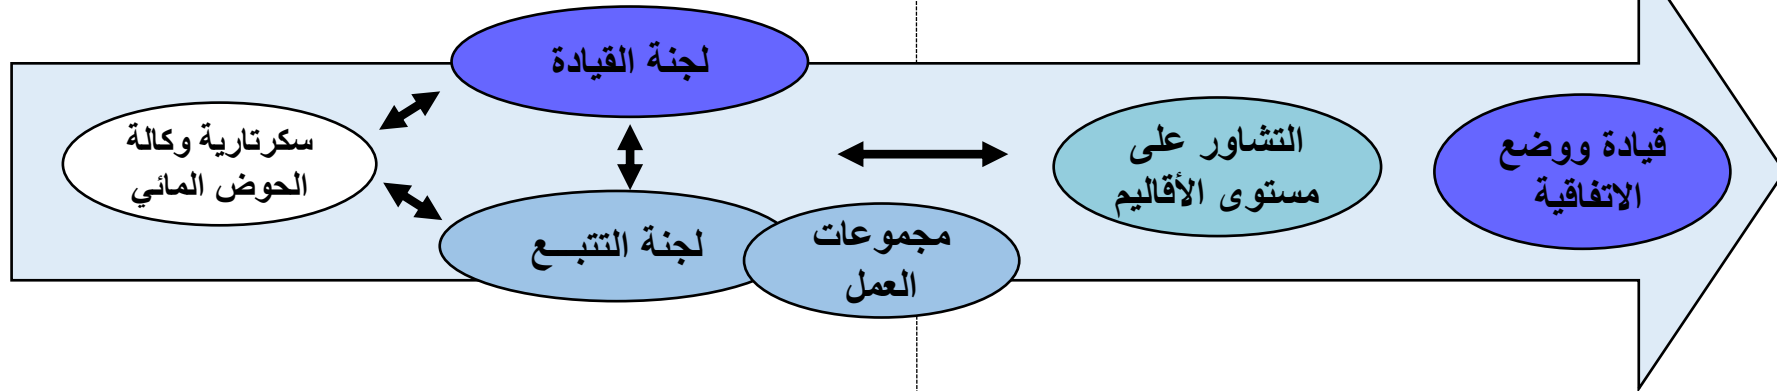 لجنة القيادة
سكرتارية وكالة
الحوض المائي
لجنة التتبـــع
مجموعات
العمل
التشاور على
مستوى الأقاليم
قيادة ووضع
الاتفاقية